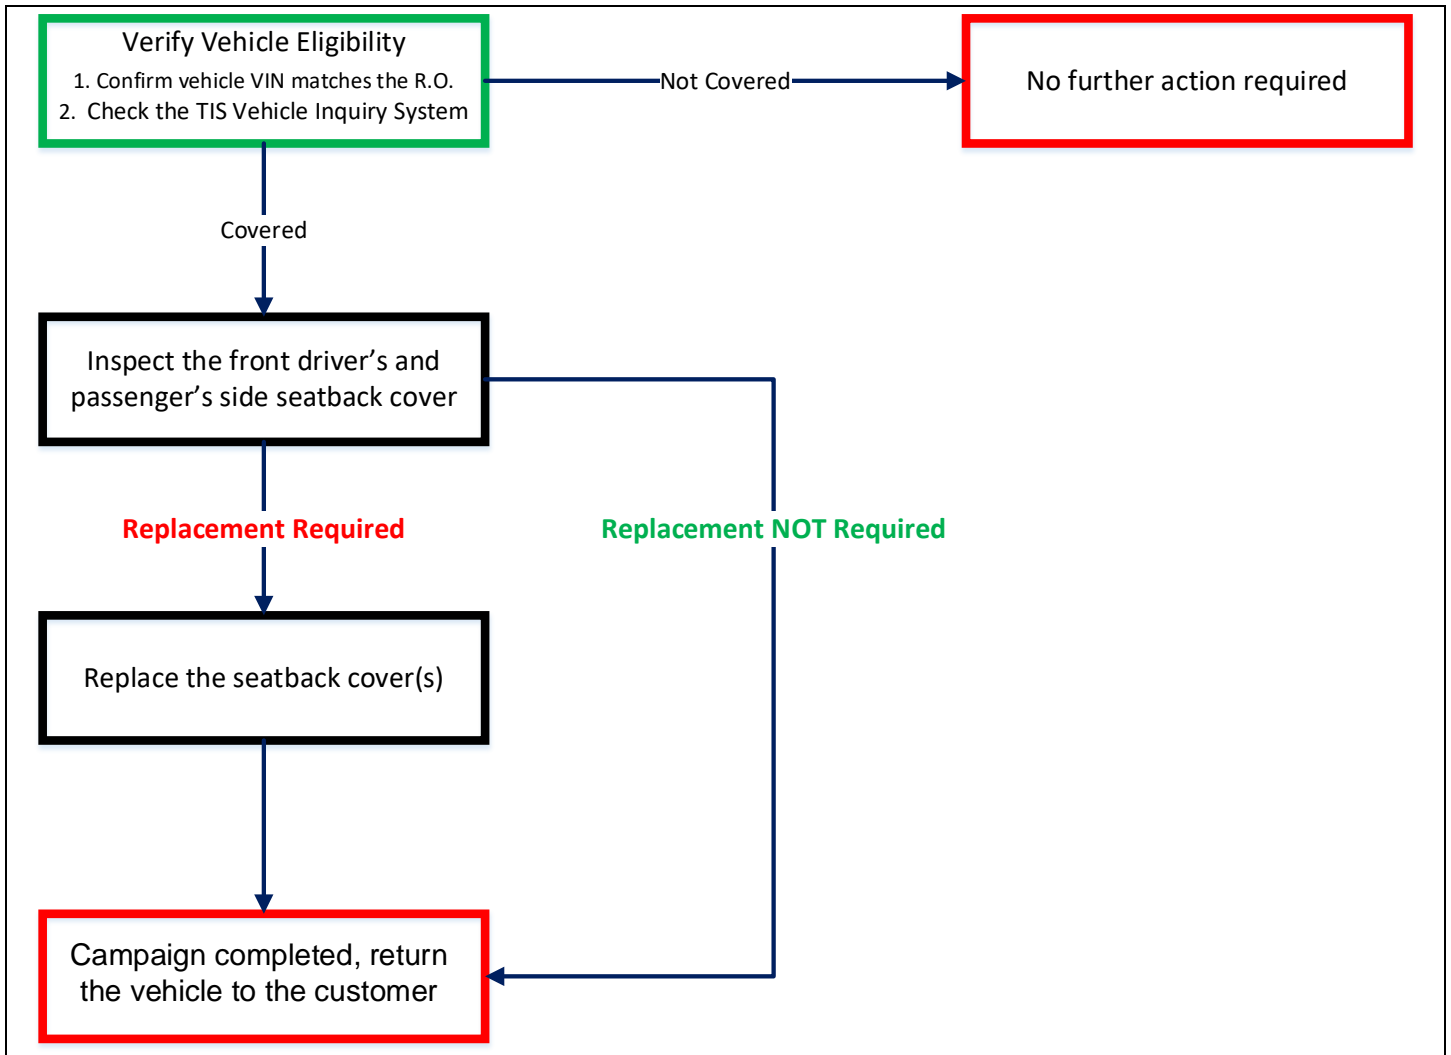 Verify Vehicle Eligibility
1. Confirm vehicle VIN matches the R.O.
2. Check the TIS Vehicle Inquiry System
Not Covered
No further action required
Covered
Inspect the front driver’s and
passenger’s side seatback cover
Replacement Required
Replacement NOT Required
Replace the seatback cover(s)
Campaign completed, return
the vehicle to the customer